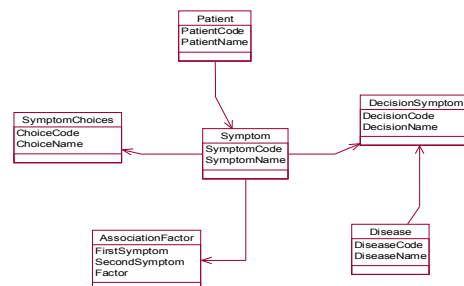 Patient
PatientCode
PatientName
DecisionSymptom
DecisionCode
DecisionName
SymptomChoices
ChoiceCode
ChoiceName
Symptom
SymptomCode
SymptomName
AssociationFactor
FirstSymptom
SecondSymptom
Factor
Disease
DiseaseCode
DiseaseName